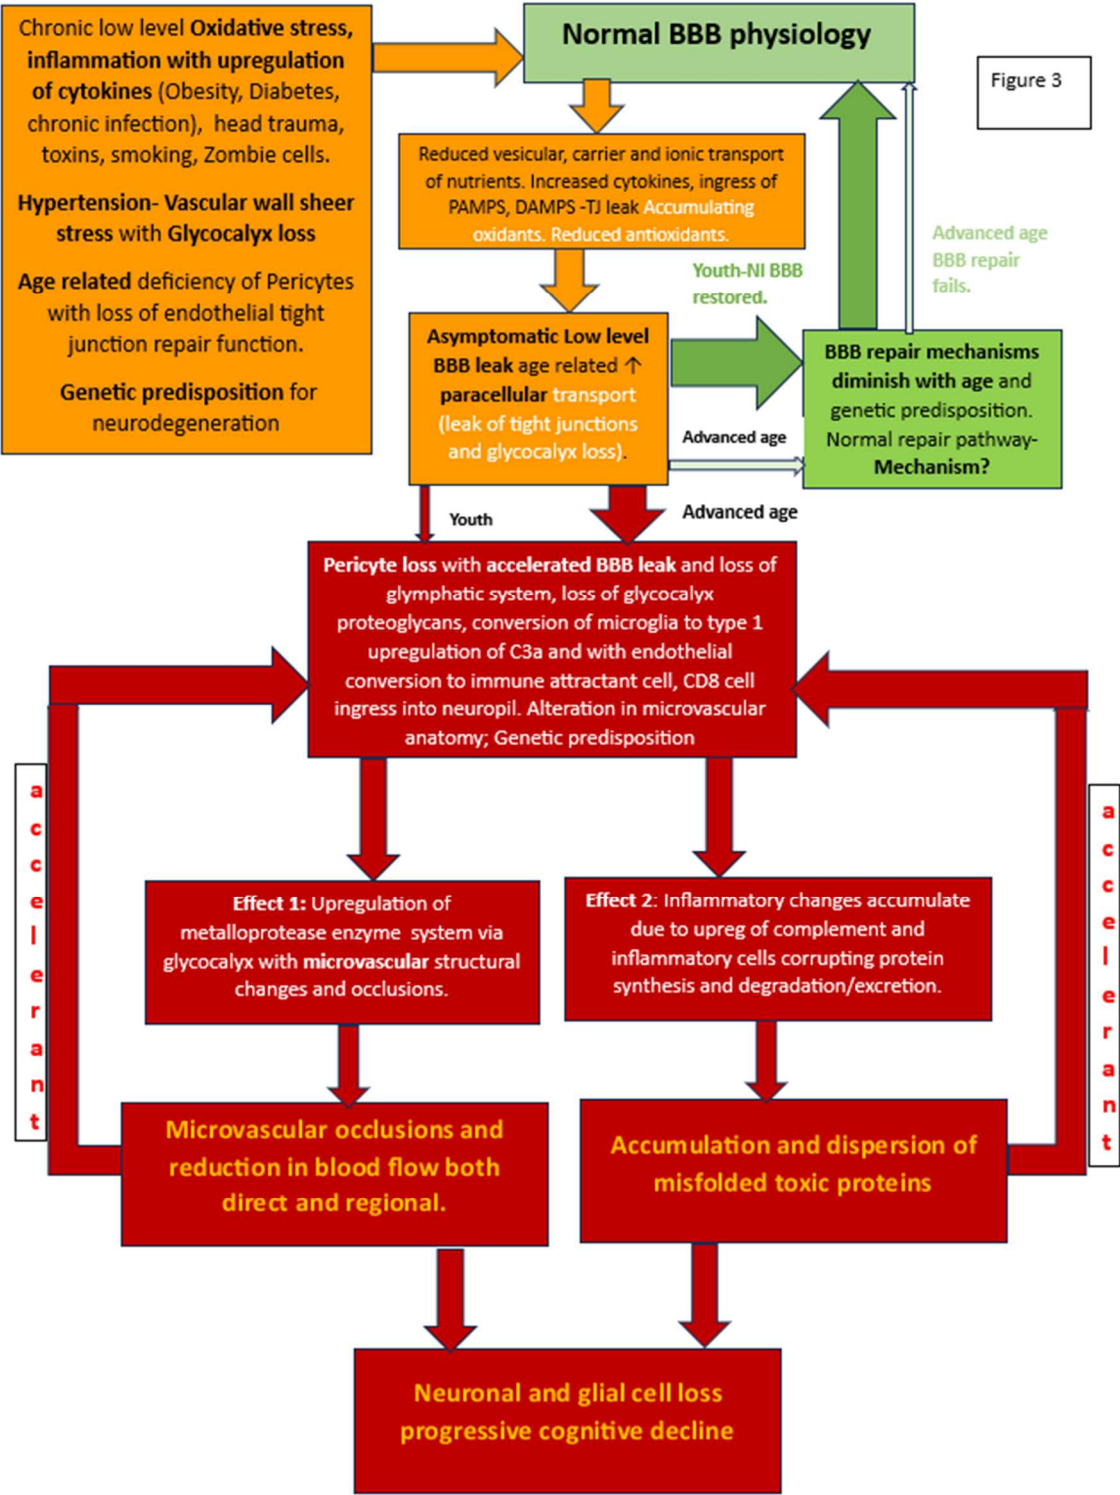 Chronic low level Oxidative stress,
inflammation with upregulation
of cytokines (Obesity, Diabetes,
chronic infection), head trauma,
toxins, smoking, Zombie cells.
Hypertension- Vascular wall sheer
stress with Glycocalyx loss
Age related deficiency of Pericytes
with loss of endothelial tight
junction repair function.
Genetic predisposition for
neurodegeneration
Normal BBB physiology
Figure 3
Reduced vesicular, carrier and ionic transport
of nutrients. Increased cytokines, ingress of
PAMPS, DAMPS -TJ leak Accumulating
oxidants. Reduced antioxidants.
Youth-NI BBB
restored.
Advanced age
BBB repair
fails.
Asymptomatic Low level
BBB leak age related ↑
paracellular transport
(leak of tight junctions
and glycocalyx loss).
Advanced age
BBB repair mechanisms
diminish with age and
genetic predisposition.
Normal repair pathway-
Mechanism?
Youth
Advanced age
Pericyte loss with accelerated BBB leak and loss of
glymphatic system, loss of glycocalyx
proteoglycans, conversion of microglia to type 1
upregulation of C3a and with endothelial
conversion to immune attractant cell, CD8 cell
ingress into neuropil. Alteration in microvascular
anatomy; Genetic predisposition
accelerant
accelerant
Effect 1: Upregulation of
metalloprotease enzyme system via
glycocalyx with microvascular structural
changes and occlusions.
Effect 2: Inflammatory changes accumulate
due to upreg of complement and
inflammatory cells corrupting protein
synthesis and degradation/excretion.
Microvascular occlusions and
reduction in blood flow both
direct and regional.
Accumulation and dispersion of
misfolded toxic proteins
Neuronal and glial cell loss
progressive cognitive decline